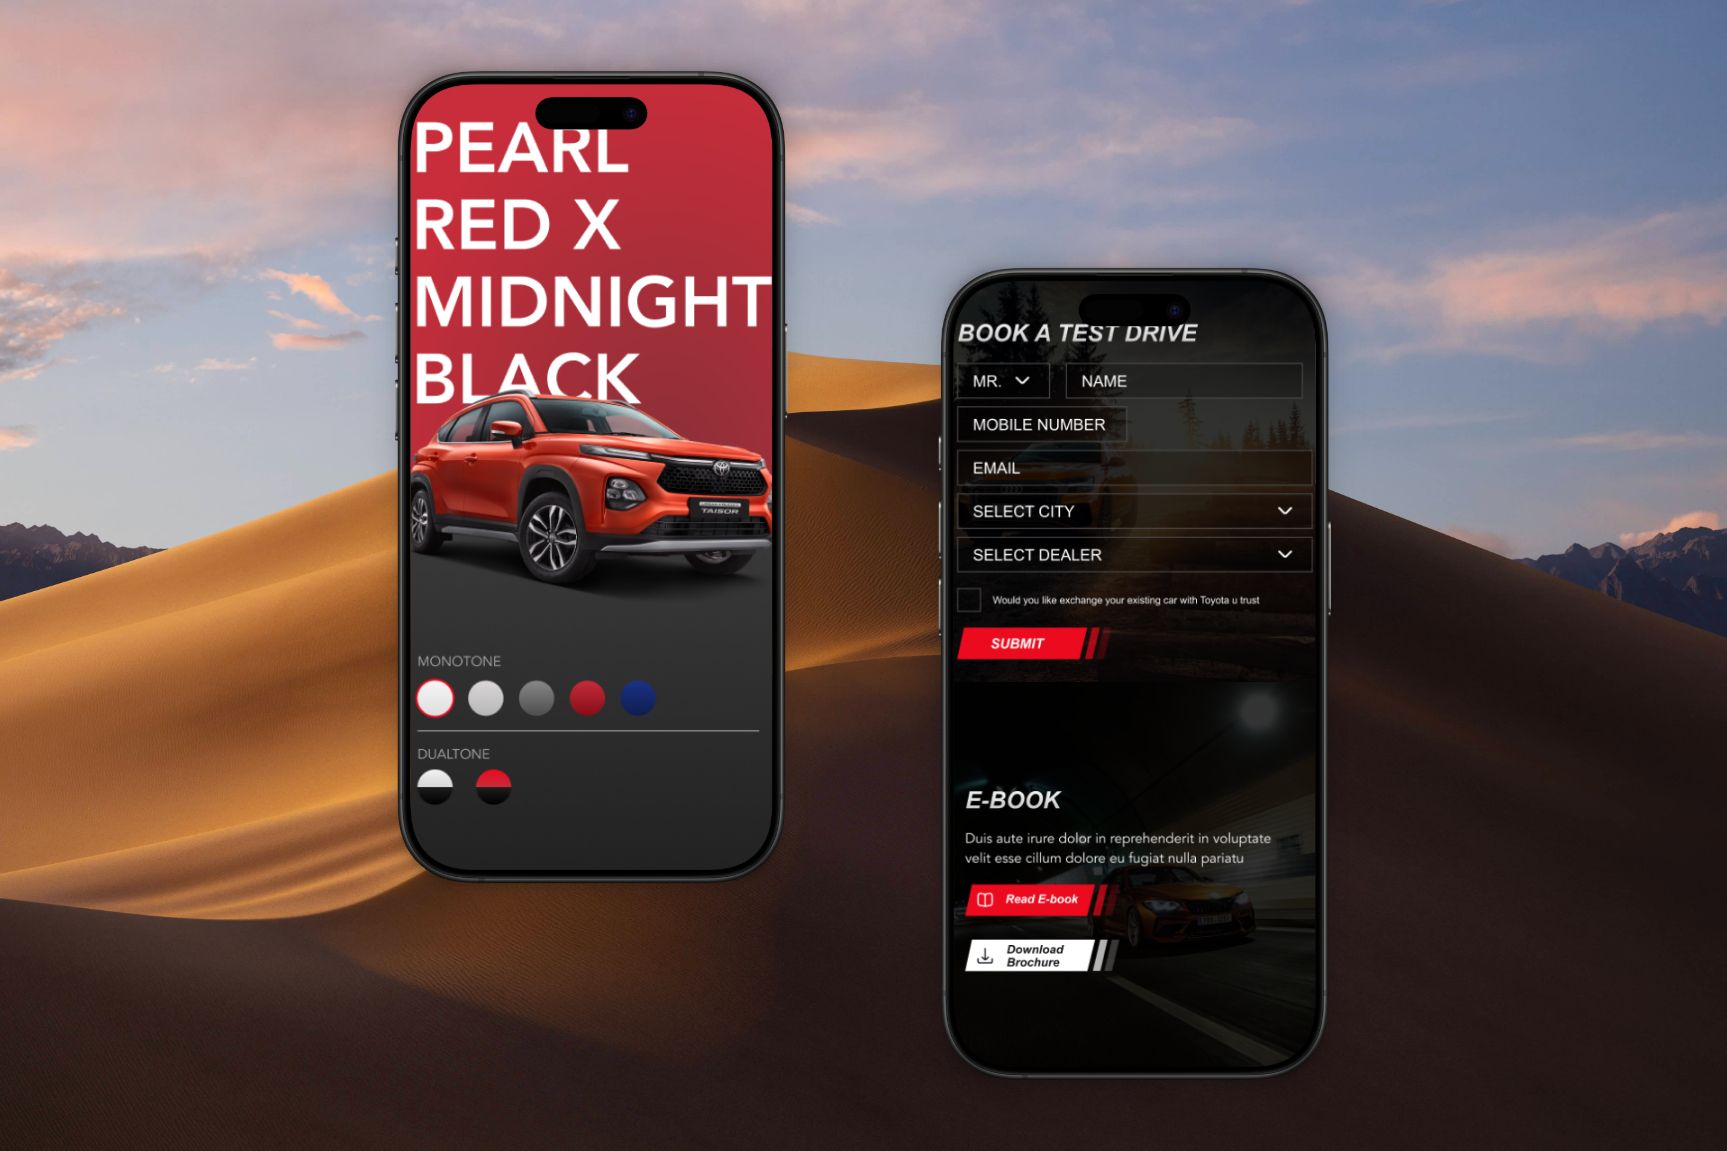 PEARL
RED X
MIDNIGHT
BLACK
TAISOR
MONOTONE
DUALTONE
BOOK A TEST DRIVE
MR.
NAME
MOBILE NUMBER
EMAIL
SELECT CITY
SELECT DEALER
Would you like exchange your existing car with Toyota u trust
SUBMIT
E-BOOK
Duis aute irure dolor in reprehenderit in voluptate
velit esse cillum dolore eu fugiat nulla pariatu
Read E-book
Download
Brochure